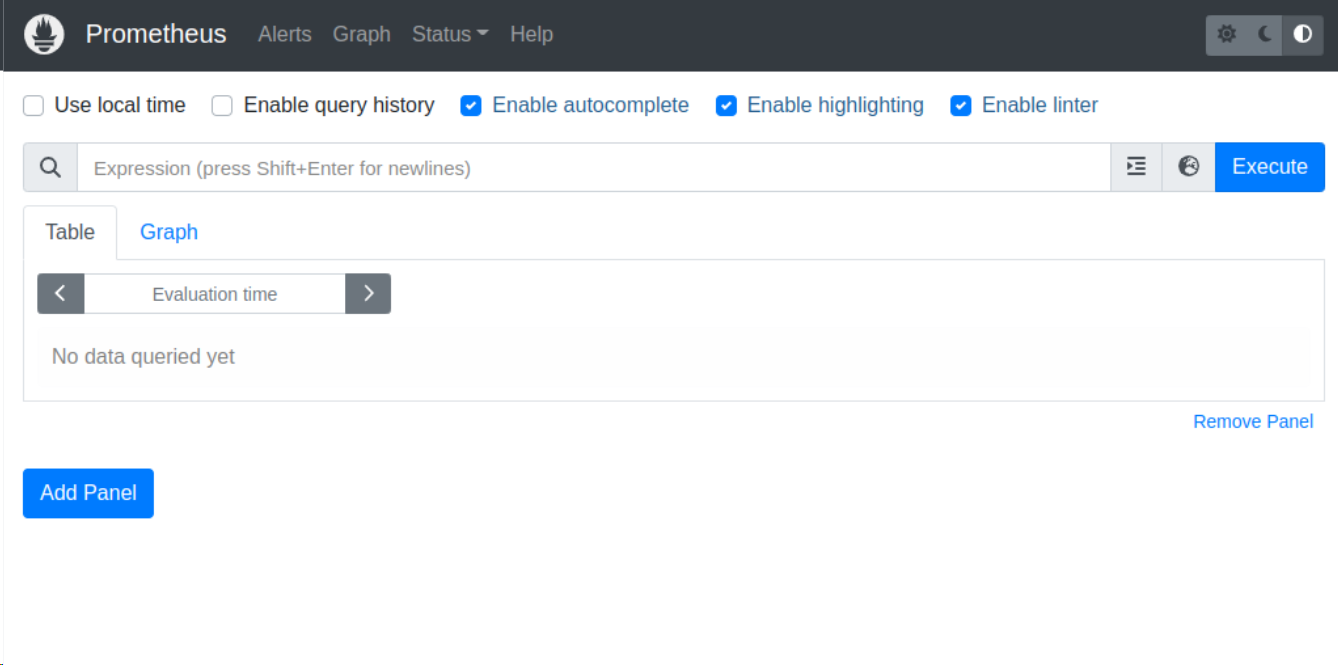 Prometheus Alerts Graph Status Help
Use local time Enable query history Enable autocomplete Enable highlighting Enable linter
Expression (press Shift+Enter for newlines) Execute
Table Graph
Evaluation time
No data queried yet
Remove Panel
Add Panel